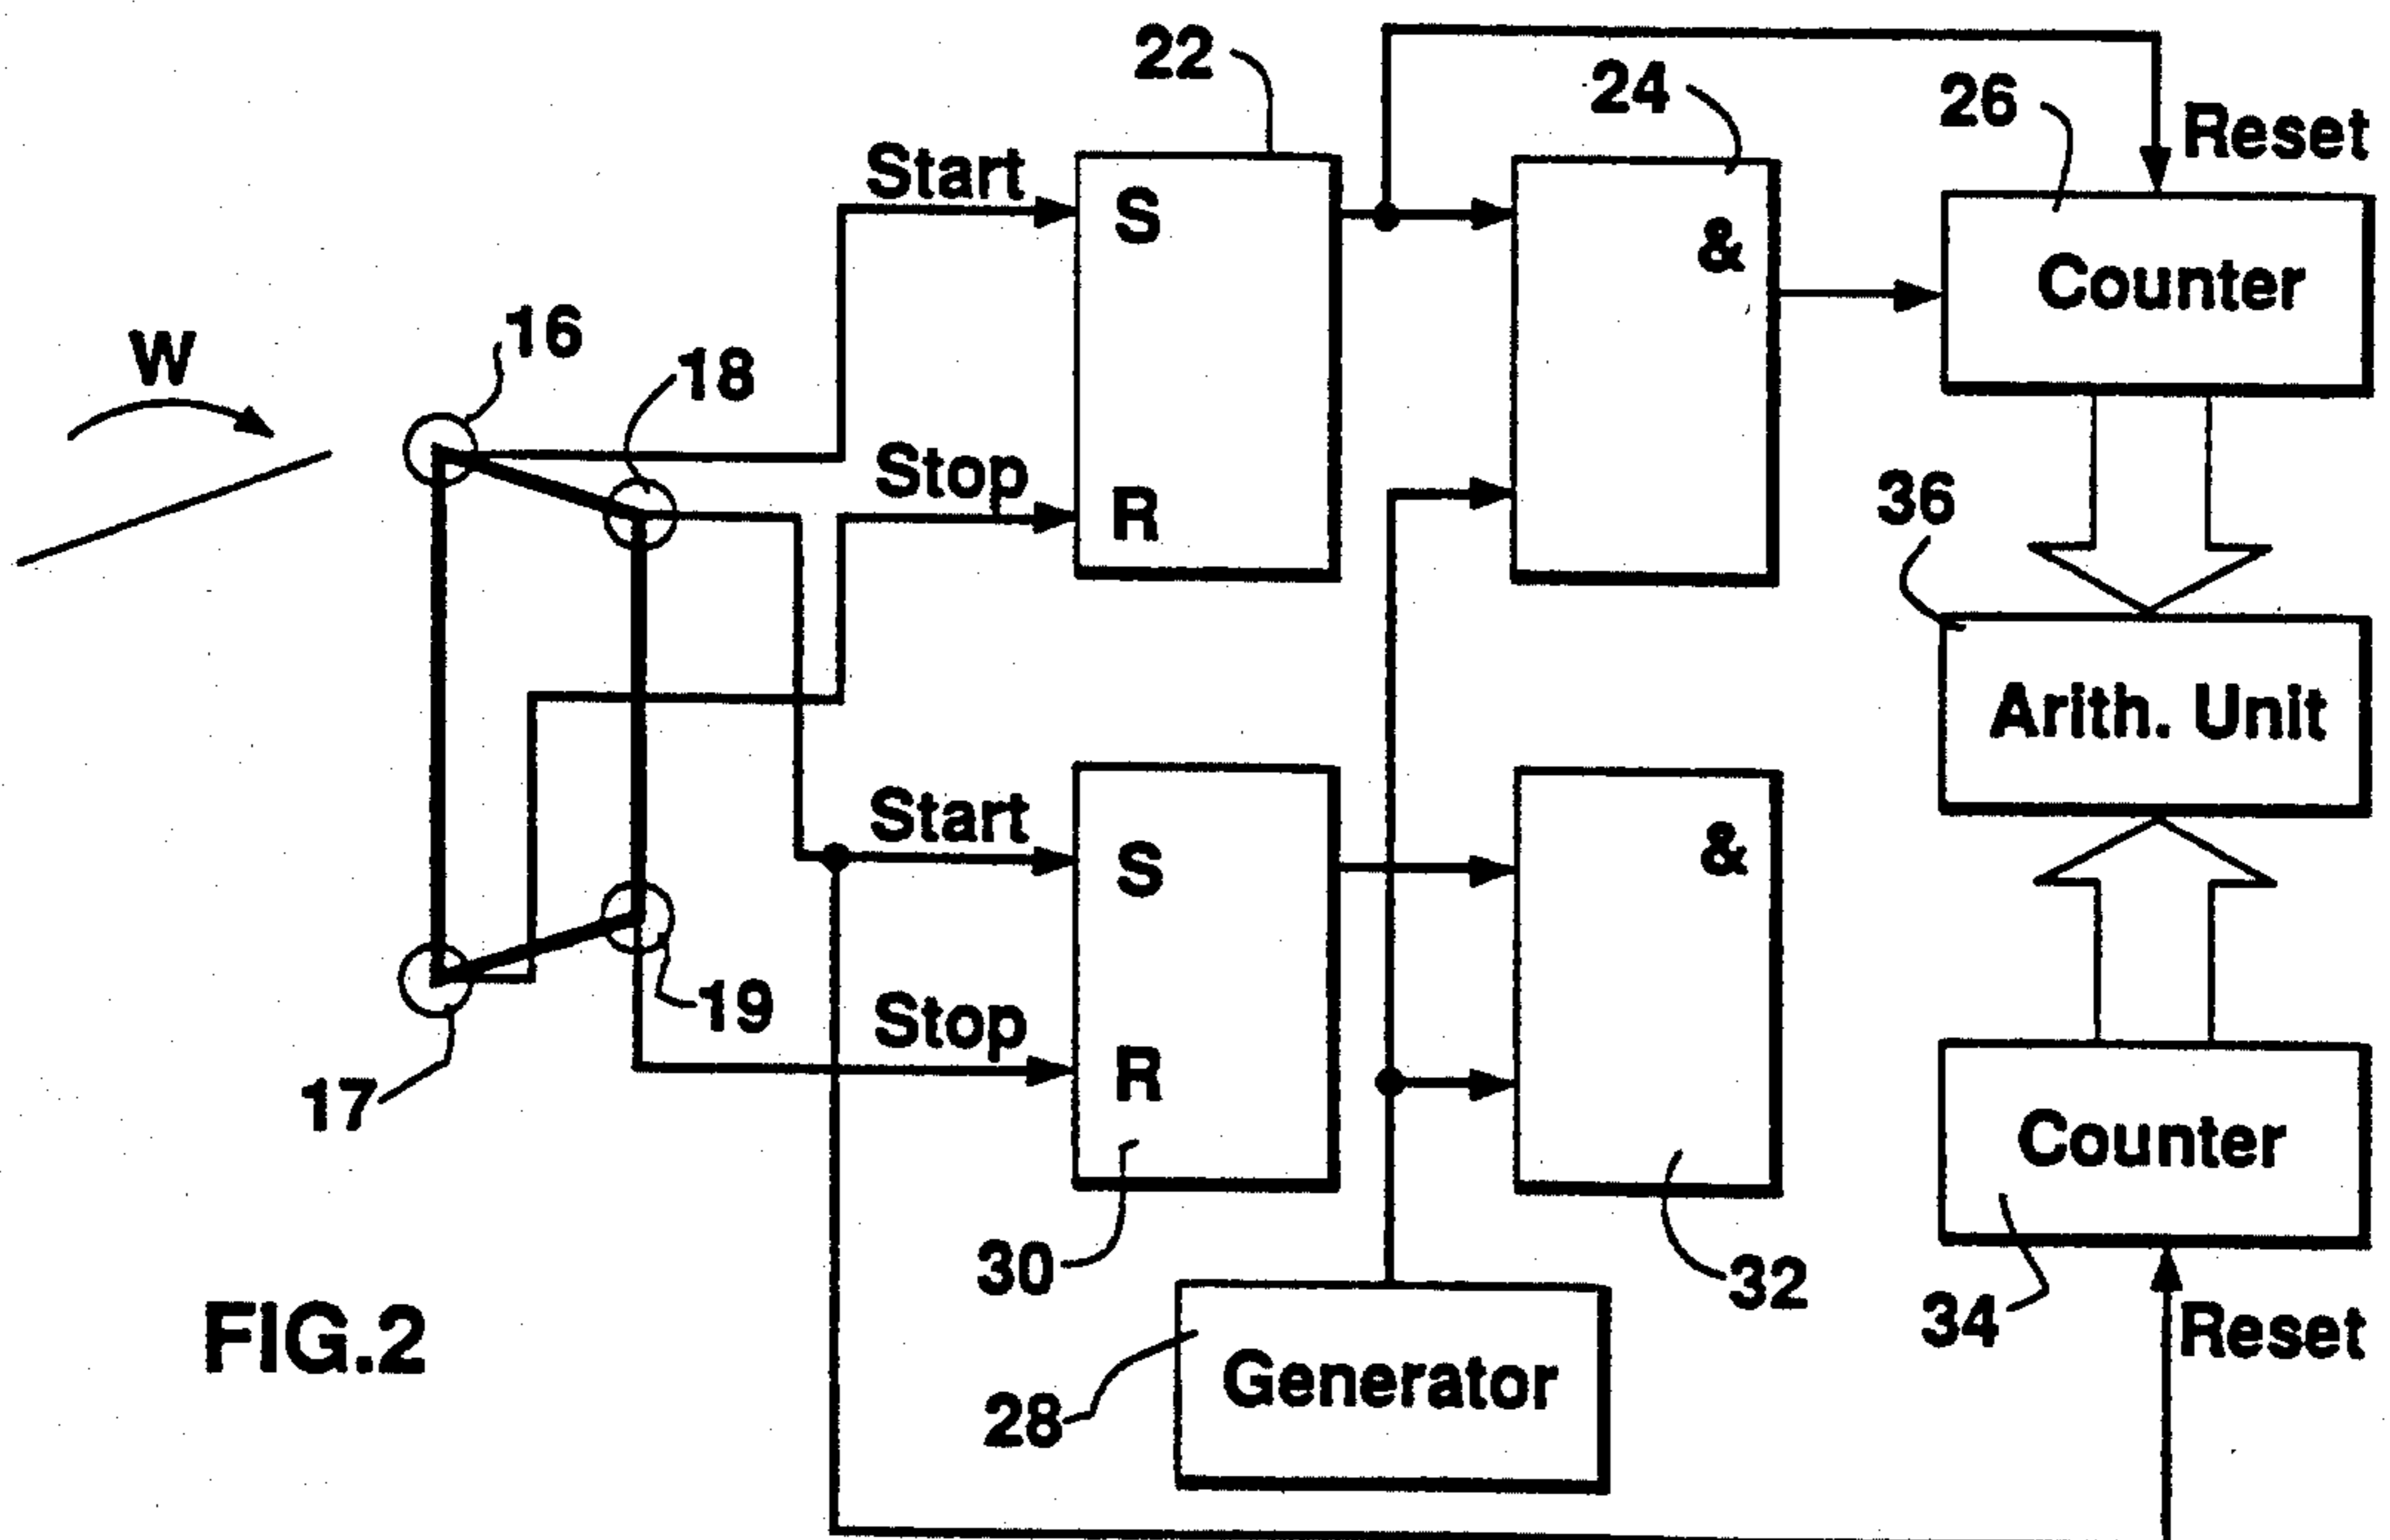 22
24
26
Reset
Start
S
&
Counter
16
W
18
Stop
R
36
Arith. Unit
Start
S
&
19
Stop
R
17
Counter
30
32
34
Reset
FIG.2
28
Generator